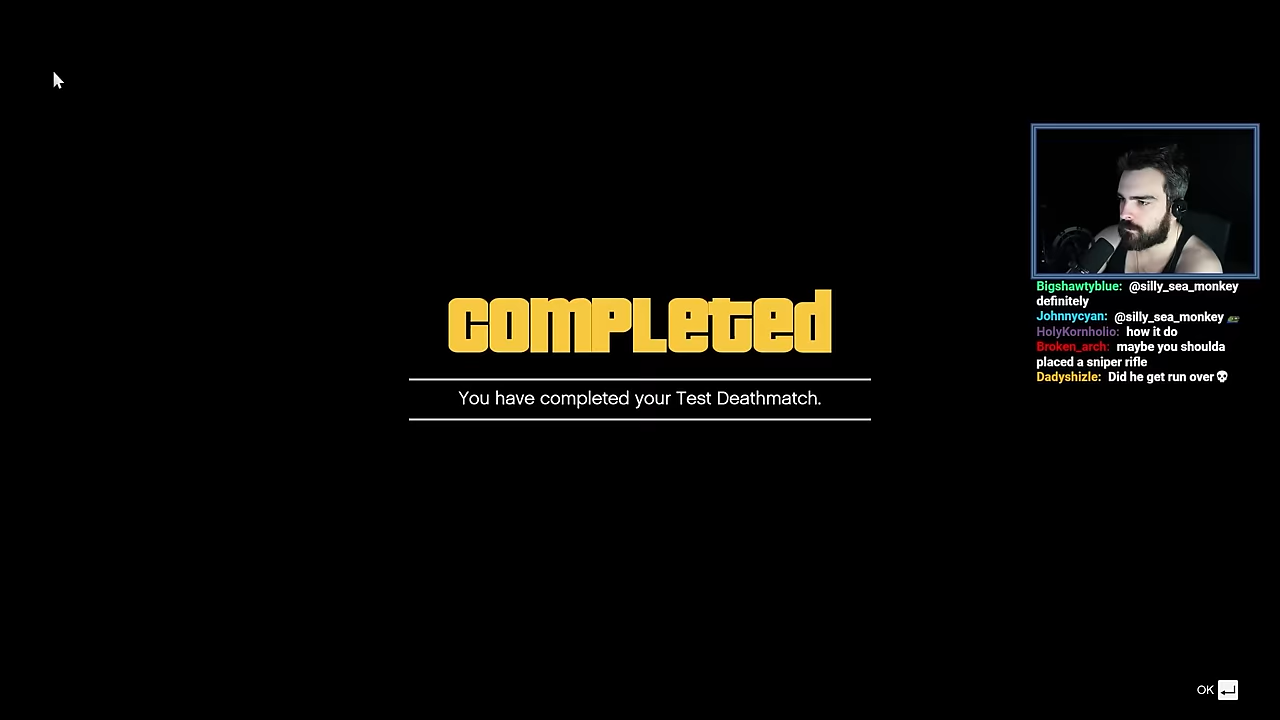 COMPLETED
You have completed your Test Deathmatch.
Bigshawtyblue: @silly_sea_monkey
definitely
Johnnycyan: @silly_sea_monkey
HolyKornholio: how it do
Broken_arch: maybe you shoulda
placed a sniper rifle
Dadyshizle: Did he get run over💀
OK